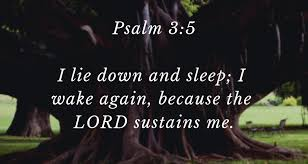 Psalm 3:5
I lie down and sleep; I
wake again, because the
LORD sustains me.